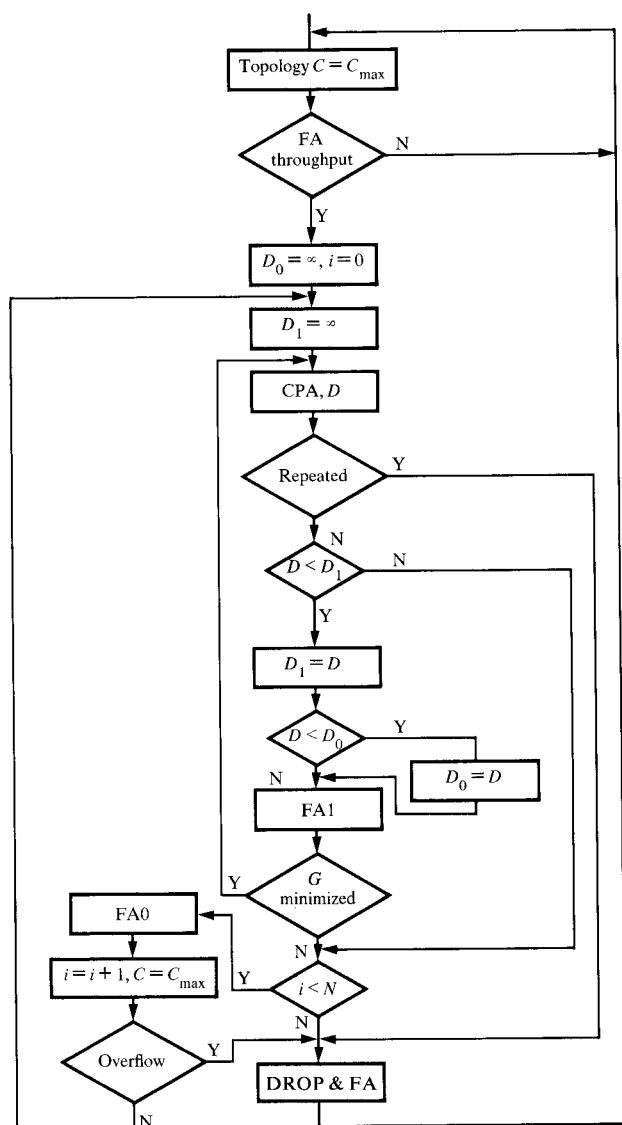 Topology C = C_max
FA
throughput
N
Y
D_0 = ∞, i = 0
D_1 = ∞
CPA, D
Repeated
Y
N
D < D_1
N
Y
D_1 = D
D < D_0
Y
N
D_0 = D
FA1
G
minimized
Y
N
FA0
i = i + 1, C = C_max
i < N
Y
N
Overflow
Y
N
DROP & FA